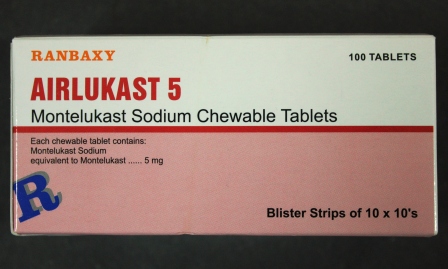 RANBAXY
100 TABLETS
AIRLUKAST 5
Montelukast Sodium Chewable Tablets
Each chewable tablet contains:
Montelukast Sodium
equivalent to Montelukast ...... 5 mg
R
Blister Strips of 10 x 10's